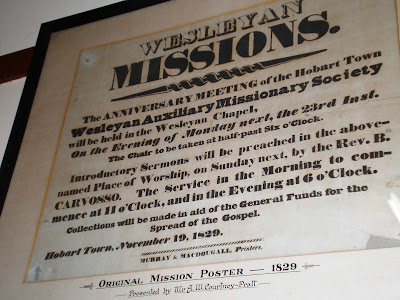 WESLEYAN
MISSIONS.
The ANNIVERSARY MEETING of the Hobart Town
Wesleyan Auxiliary Missionary Society
will be held in the Wesleyan Chapel,
On the Evening of Monday next, the 23rd Inst.
The Chair to be taken at half-past Six o'Clock.
Introductory Sermons will be preached in the above-
named Place of Worship, on Sunday next, by the Rev. B.
CARVOSSO. The Service in the Morning to com-
mence at 11 o'Clock, and in the Evening at 6 o'Clock.
Collections will be made in aid of the General Funds for the
Spread of the Gospel.
Hobart Town, November 19, 1829.
MURRAY & MACDOUGALL, Printers.
ORIGINAL MISSION POSTER — 1829
Presented by Mr A. W. Courtney-Pratt